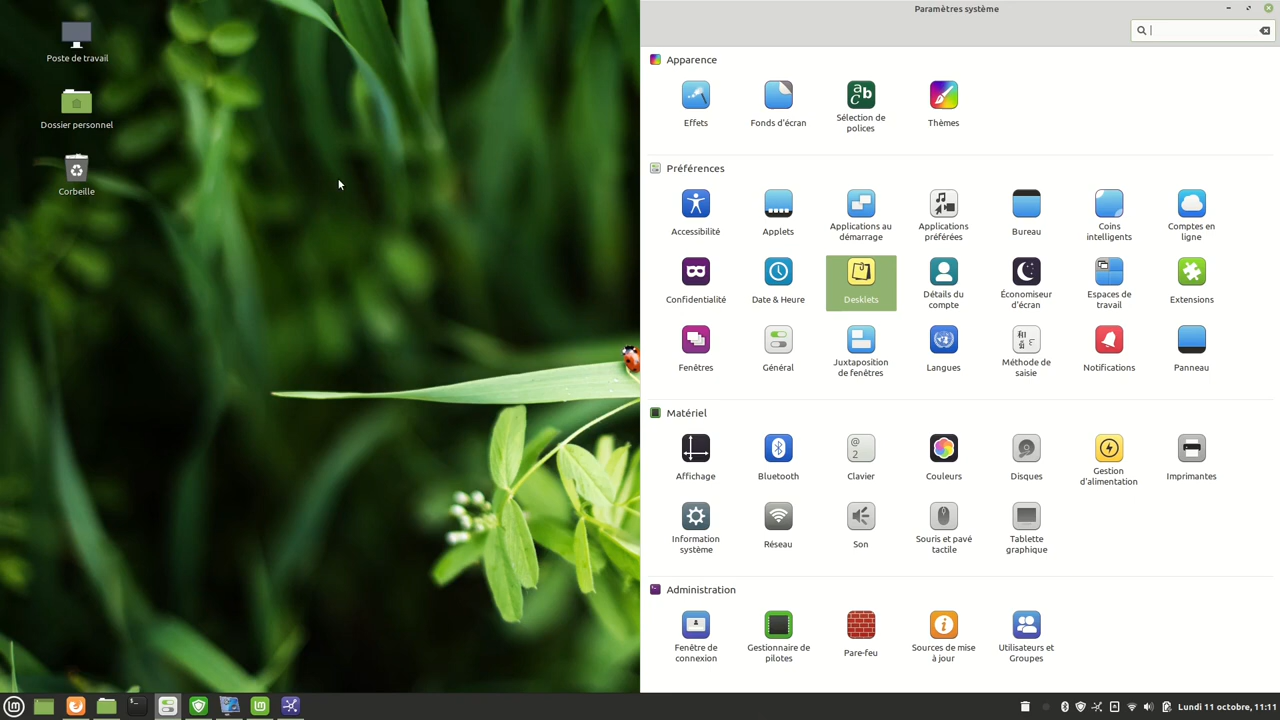 Poste de travail
Dossier personnel
Corbeille
Paramètres système
Apparence
Effets
Fonds d'écran
Sélection de
polices
Thèmes
Préférences
Accessibilité
Applets
Applications au
démarrage
Applications
préférées
Bureau
Coins
intelligents
Comptes en
ligne
Confidentialité
Date & Heure
Desklets
Détails du
compte
Économiseur
d'écran
Espaces de
travail
Extensions
Fenêtres
Général
Juxtaposition
de fenêtres
Langues
Méthode de
saisie
Notifications
Panneau
Matériel
Affichage
Bluetooth
Clavier
Couleurs
Disques
Gestion
d'alimentation
Imprimantes
Information
système
Réseau
Son
Souris et pavé
tactile
Tablette
graphique
Administration
Fenêtre de
connexion
Gestionnaire de
pilotes
Pare-feu
Sources de mise
à jour
Utilisateurs et
Groupes
Lundi 11 octobre, 11:11